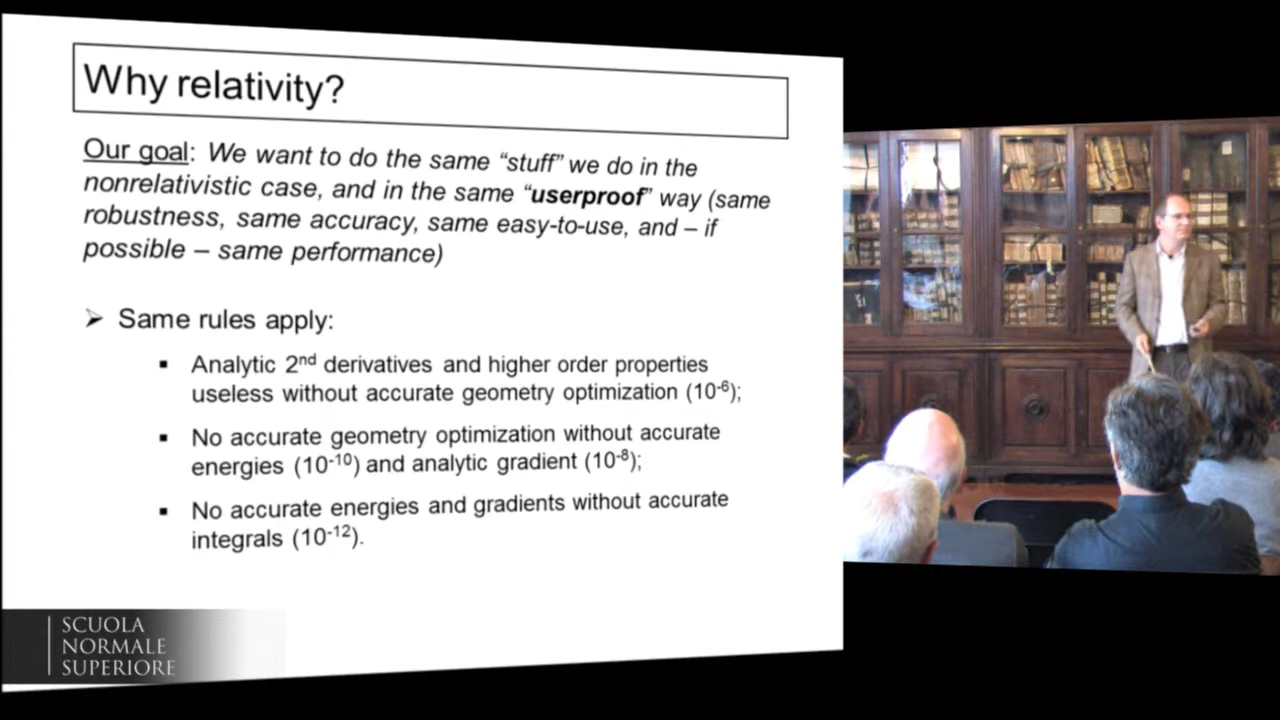 Why relativity?
Our goal: We want to do the same “stuff” we do in the
nonrelativistic case, and in the same “userproof” way (same
robustness, same accuracy, same easy-to-use, and – if
possible – same performance)
➢ Same rules apply:
▪ Analytic 2nd derivatives and higher order properties
useless without accurate geometry optimization (10-6);
▪ No accurate geometry optimization without accurate
energies (10-10) and analytic gradient (10-8);
▪ No accurate energies and gradients without accurate
integrals (10-12).
SCUOLA
NORMALE
SUPERIORE